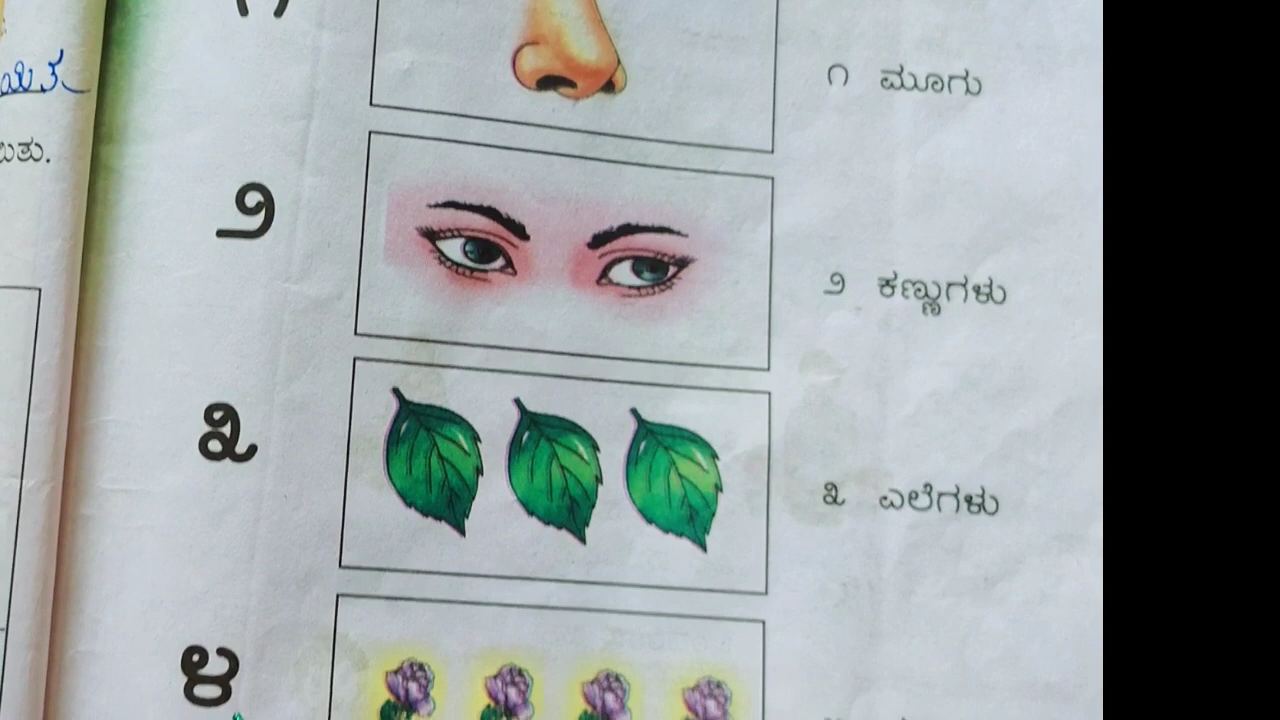 ೧ ಮೂಗು
೨
೨ ಕಣ್ಣುಗಳು
೩
೩ ಎಲೆಗಳು
೪